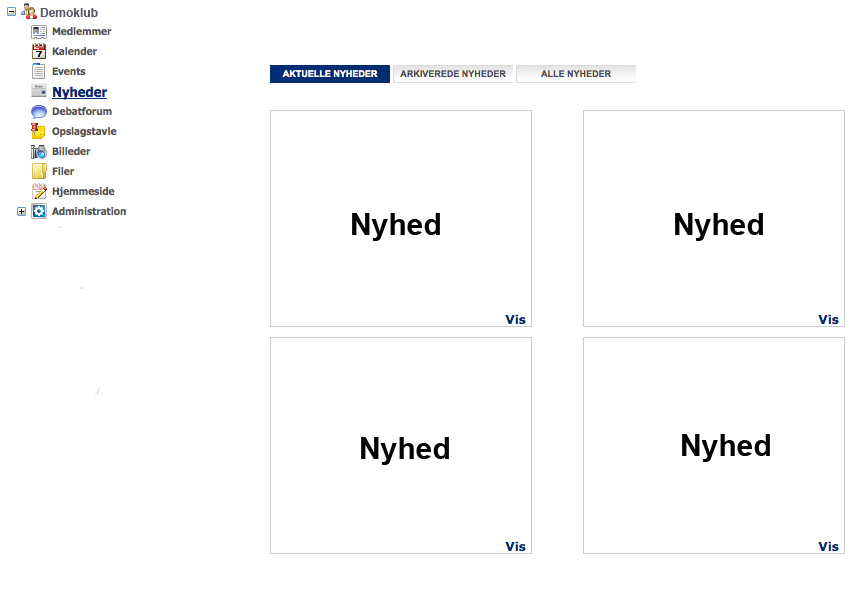 Demoklub
Medlemmer
Kalender
Events
Nyheder
Debatforum
Opslagstavle
Billeder
Filer
Hjemmeside
Administration
AKTUELLE NYHEDER ARKIVEREDE NYHEDER ALLE NYHEDER
Nyhed
Vis
Nyhed
Vis
Nyhed
Vis
Nyhed
Vis